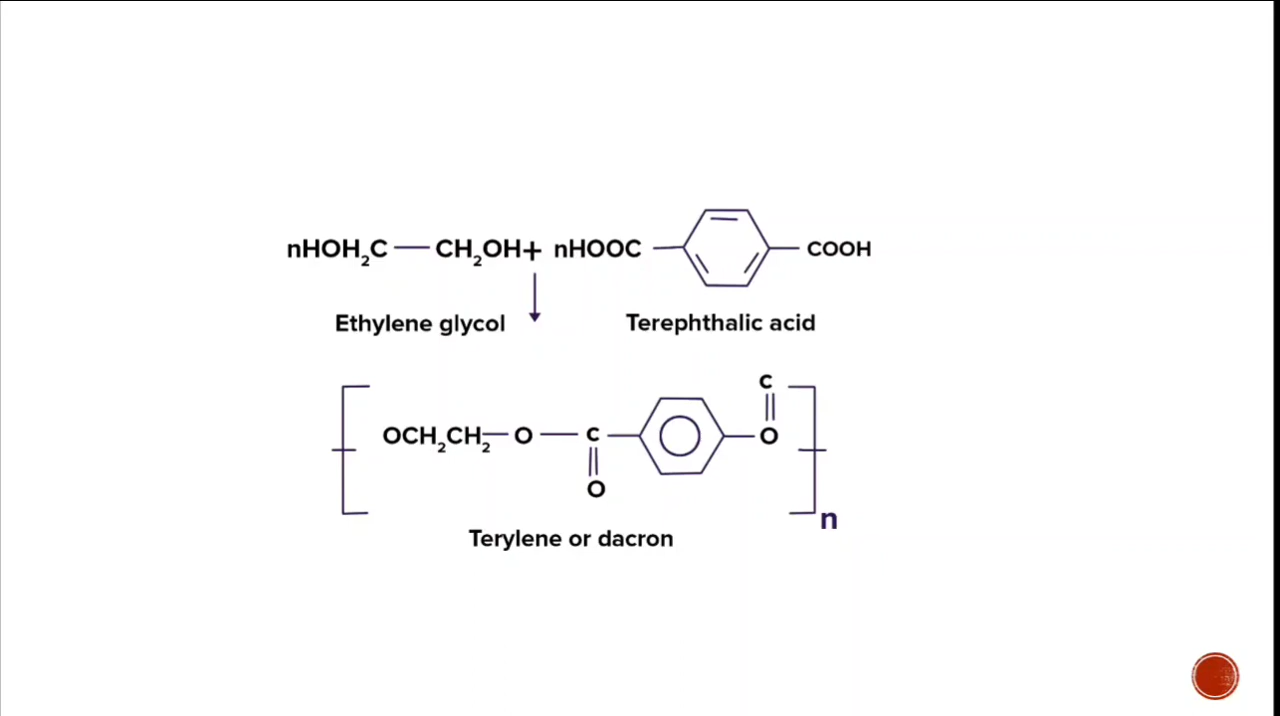 nHOH₂C — CH₂OH + nHOOC — COOH
Ethylene glycol Terephthalic acid
C
OCH₂CH₂ — O — C — O
O
n
Terylene or dacron